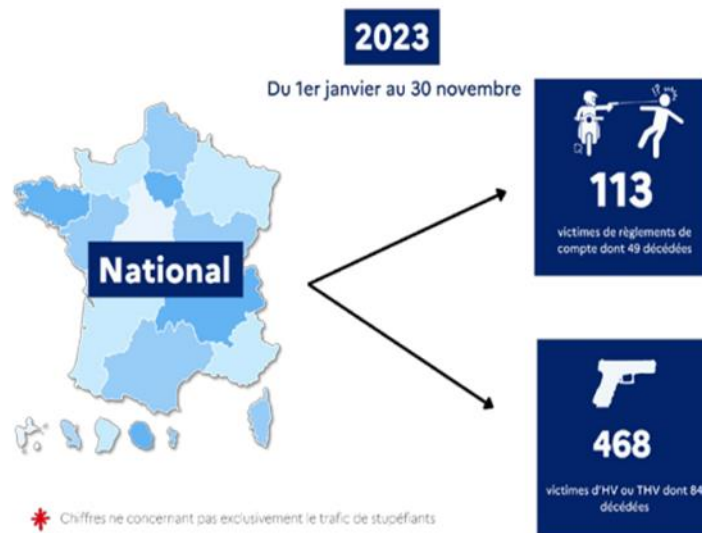 2023
Du 1er janvier au 30 novembre
National
113
victimes de règlements de
compte dont 49 décédées
468
victimes d'HV ou THV dont 84
décédées
Chiffres ne concernant pas exclusivement le trafic de stupéfiants